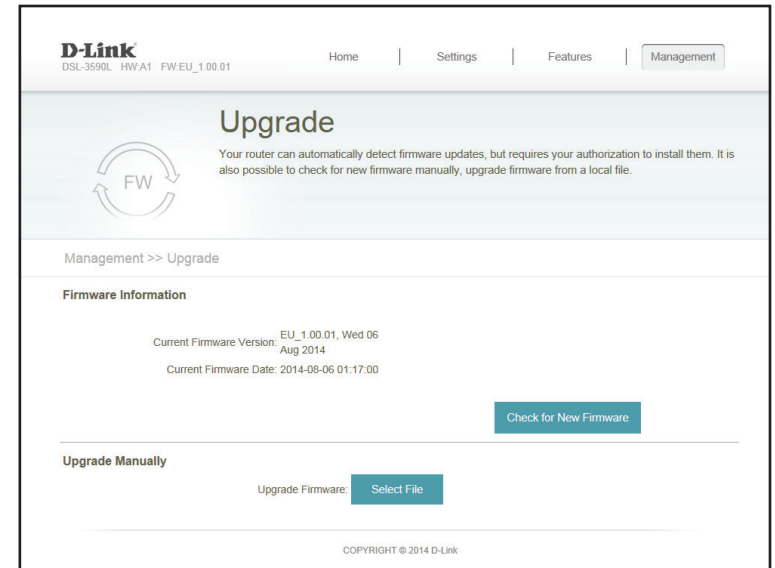 D-Link
DSL-3590L HW:A1 FW:EU_1.00.01
Home | Settings | Features | Management
Upgrade
Your router can automatically detect firmware updates, but requires your authorization to install them. It is
also possible to check for new firmware manually, upgrade firmware from a local file.
FW
Management >> Upgrade
Firmware Information
Current Firmware Version: EU_1.00.01, Wed 06
Aug 2014
Current Firmware Date: 2014-08-06 01:17:00
Check for New Firmware
Upgrade Manually
Upgrade Firmware: Select File
COPYRIGHT © 2014 D-Link